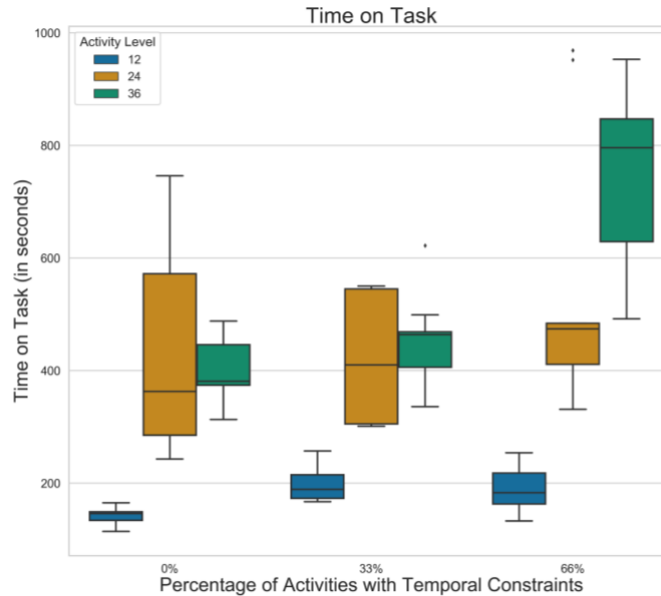 Time on Task
Activity Level
12
24
36
1000
800
600
400
200
Time on Task (in seconds)
0%
33%
66%
Percentage of Activities with Temporal Constraints